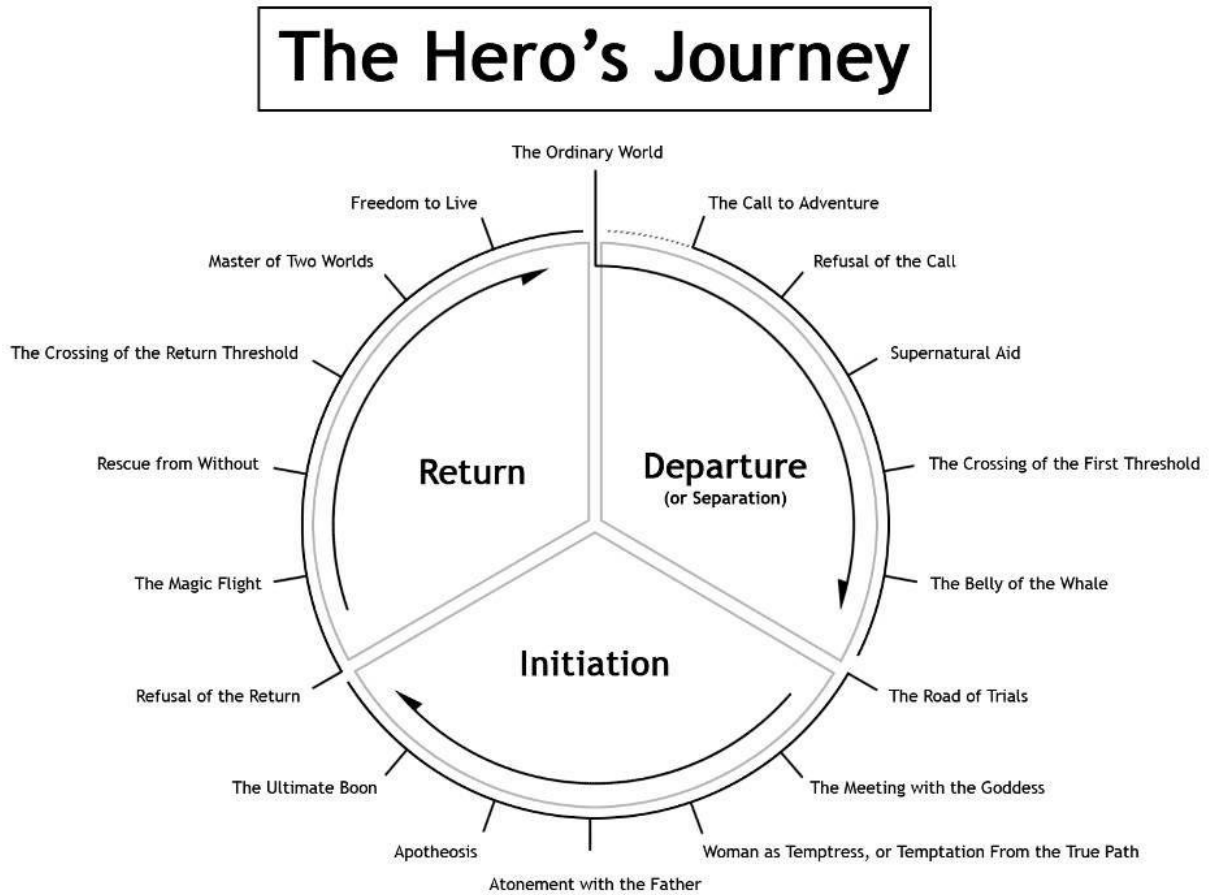 The Hero's Journey
The Ordinary World
The Call to Adventure
Refusal of the Call
Supernatural Aid
The Crossing of the First Threshold
The Belly of the Whale
The Road of Trials
The Meeting with the Goddess
Woman as Temptress, or Temptation From the True Path
Atonement with the Father
Apotheosis
The Ultimate Boon
Refusal of the Return
The Magic Flight
Rescue from Without
The Crossing of the Return Threshold
Master of Two Worlds
Freedom to Live
Departure
(or Separation)
Initiation
Return